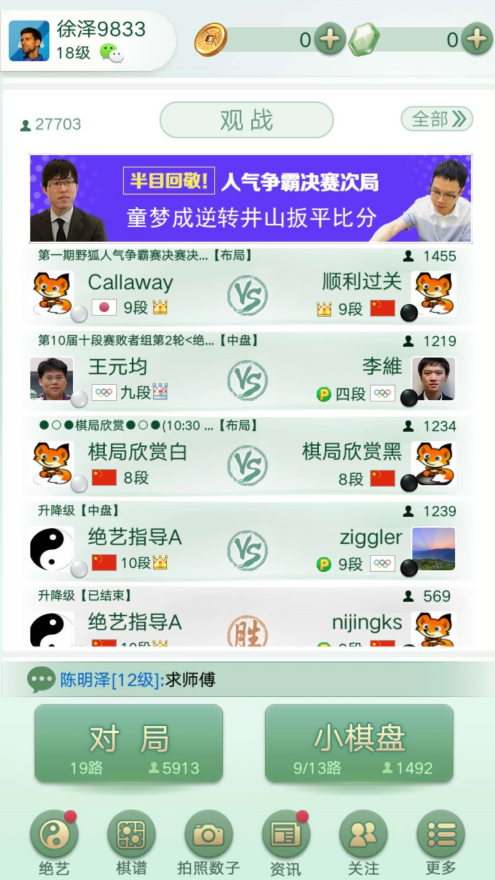 徐泽9833
18级
0
0
27703
观战
全部
半目回敬! 人气争霸决赛次局
童梦成逆转井山扳平比分
第一期野狐人气争霸赛决赛决...【布局】 1455
Callaway VS 顺利过关
9段 9段
第10届十段赛败者组第2轮<绝...【中盘】 1219
王元均 VS 李維
九段 P 四段
●○●棋局欣赏●○●(10:30 ...【布局】 1234
棋局欣赏白 VS 棋局欣赏黑
8段 8段
升降级【中盘】 1239
绝艺指导A VS ziggler
10段 P 9段
升降级【已结束】 569
绝艺指导A 胜 nijingks
陈明泽[12级]:求师傅
对局 小棋盘
19路 5913 9/13路 1492
绝艺 棋谱 拍照数子 资讯 关注 更多